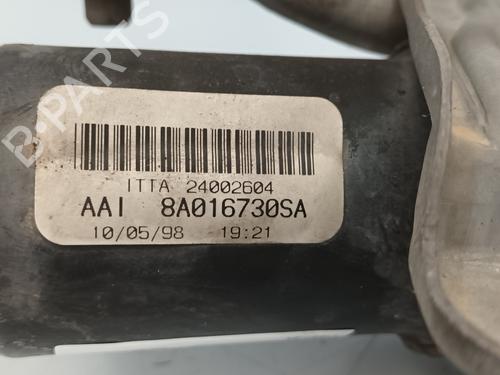 B-PARTS
ITTA 24002604
AAI 8A016730SA
10/05/98 19:21